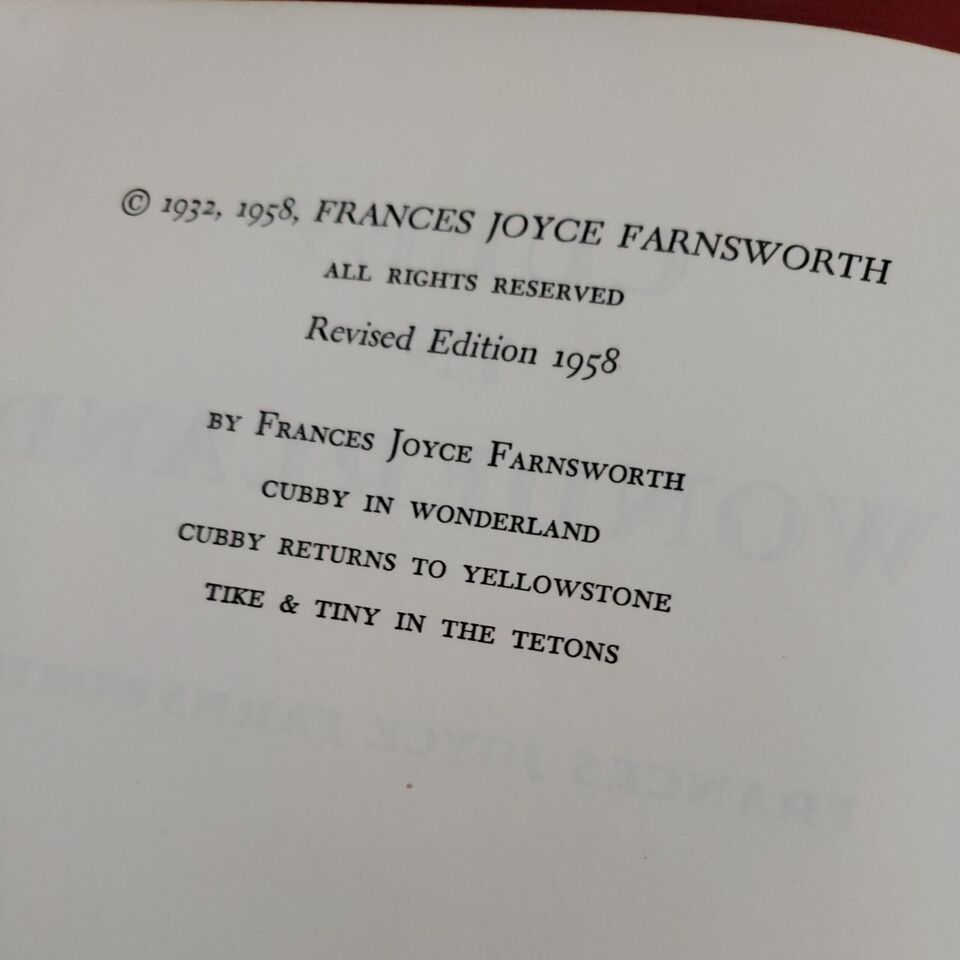 © 1932, 1958, FRANCES JOYCE FARNSWORTH
ALL RIGHTS RESERVED
Revised Edition 1958
BY FRANCES JOYCE FARNSWORTH
CUBBY IN WONDERLAND
CUBBY RETURNS TO YELLOWSTONE
TIKE & TINY IN THE TETONS